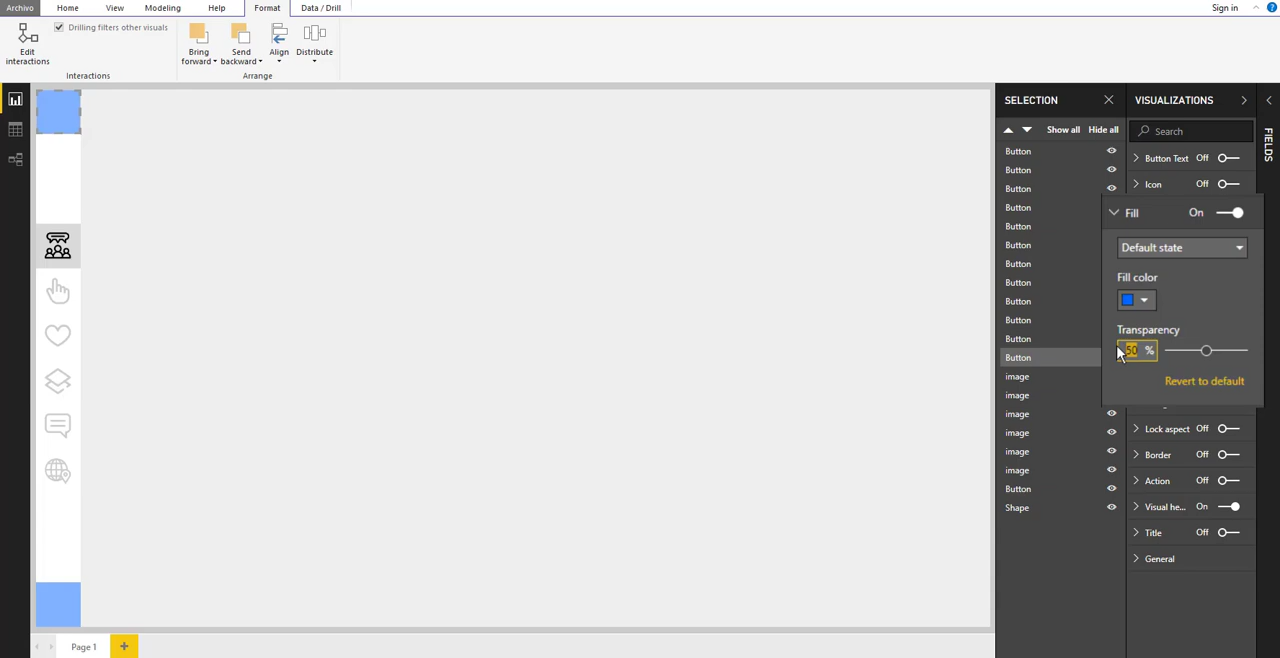 Archivo Home View Modeling Help Format Data / Drill Sign in ?
Drilling filters other visuals
Edit interactions
Bring forward
Send backward
Align
Distribute
Interactions
Arrange
SELECTION
Show all Hide all
Button
Button
Button
Button
Button
Button
Button
Button
Button
Button
Button
Button
image
image
image
image
image
image
Button
Shape
VISUALIZATIONS
Search
Button Text Off
Icon Off
Fill On
Default state
Fill color
Transparency
50 %
Revert to default
Lock aspect Off
Border Off
Action Off
Visual he... On
Title Off
General
FIELDS
Page 1